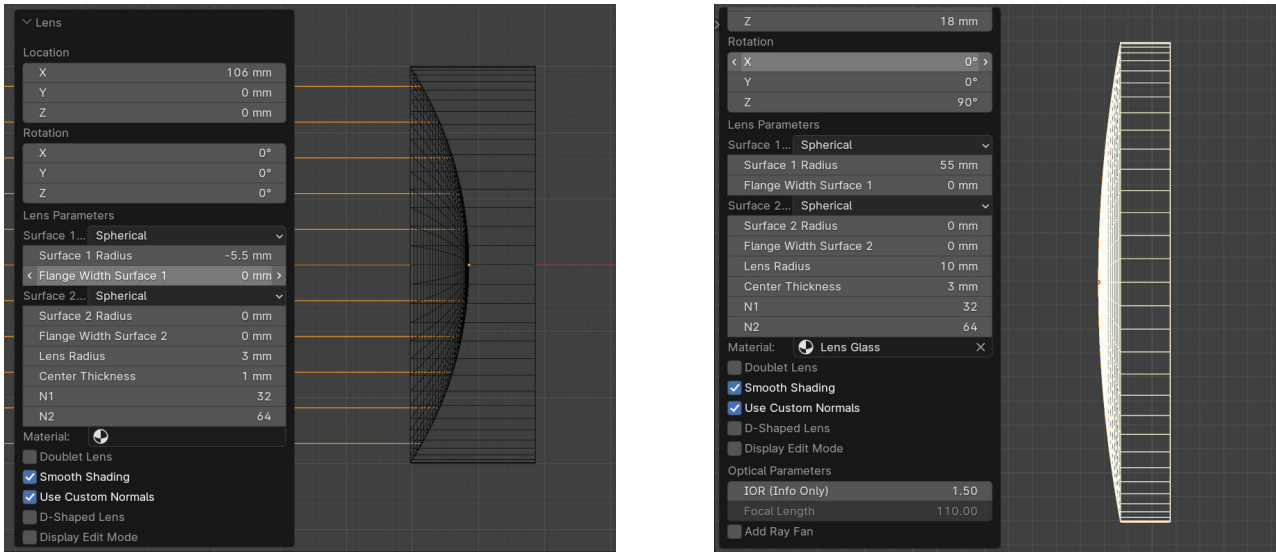 Lens
Location
X 106 mm
Y 0 mm
Z 0 mm
Rotation
X 0°
Y 0°
Z 0°
Lens Parameters
Surface 1... Spherical
Surface 1 Radius -5.5 mm
Flange Width Surface 1 0 mm
Surface 2... Spherical
Surface 2 Radius 0 mm
Flange Width Surface 2 0 mm
Lens Radius 3 mm
Center Thickness 1 mm
N1 32
N2 64
Material:
Doublet Lens
Smooth Shading
Use Custom Normals
D-Shaped Lens
Display Edit Mode
Z 18 mm
Rotation
X 0°
Y 0°
Z 90°
Lens Parameters
Surface 1... Spherical
Surface 1 Radius 55 mm
Flange Width Surface 1 0 mm
Surface 2... Spherical
Surface 2 Radius 0 mm
Flange Width Surface 2 0 mm
Lens Radius 10 mm
Center Thickness 3 mm
N1 32
N2 64
Material: Lens Glass
Doublet Lens
Smooth Shading
Use Custom Normals
D-Shaped Lens
Display Edit Mode
Optical Parameters
IOR (Info Only) 1.50
Focal Length 110.00
Add Ray Fan